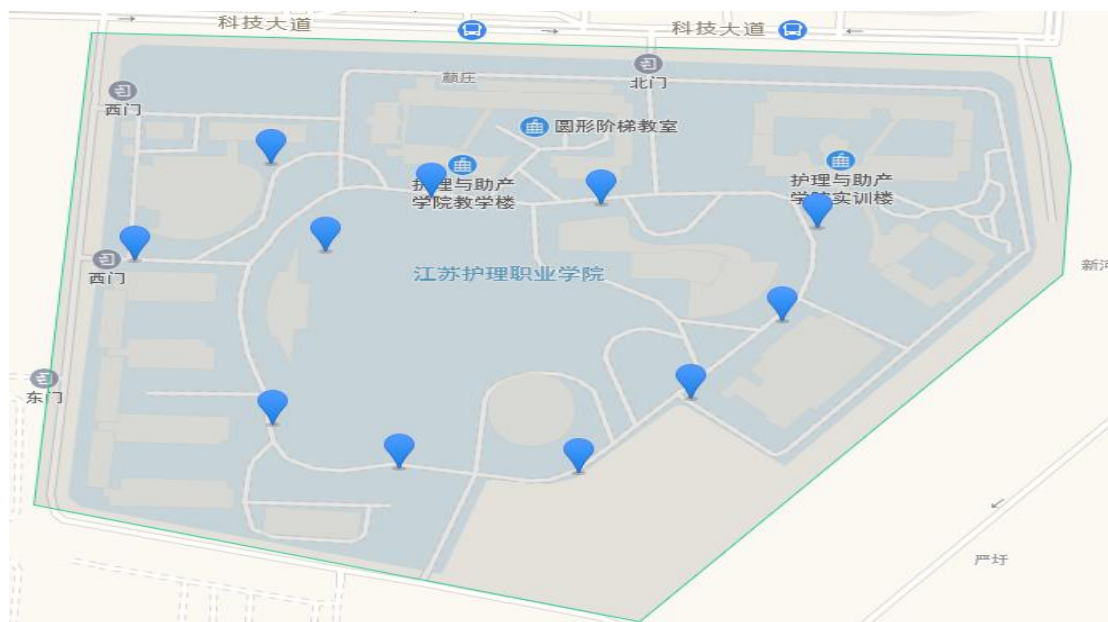 科技大道
科技大道
颜庄
北门
西门
圆形阶梯教室
护理与助产
学院教学楼
护理与助产
学院实训楼
江苏护理职业学院
西门
新河
东门
严圩